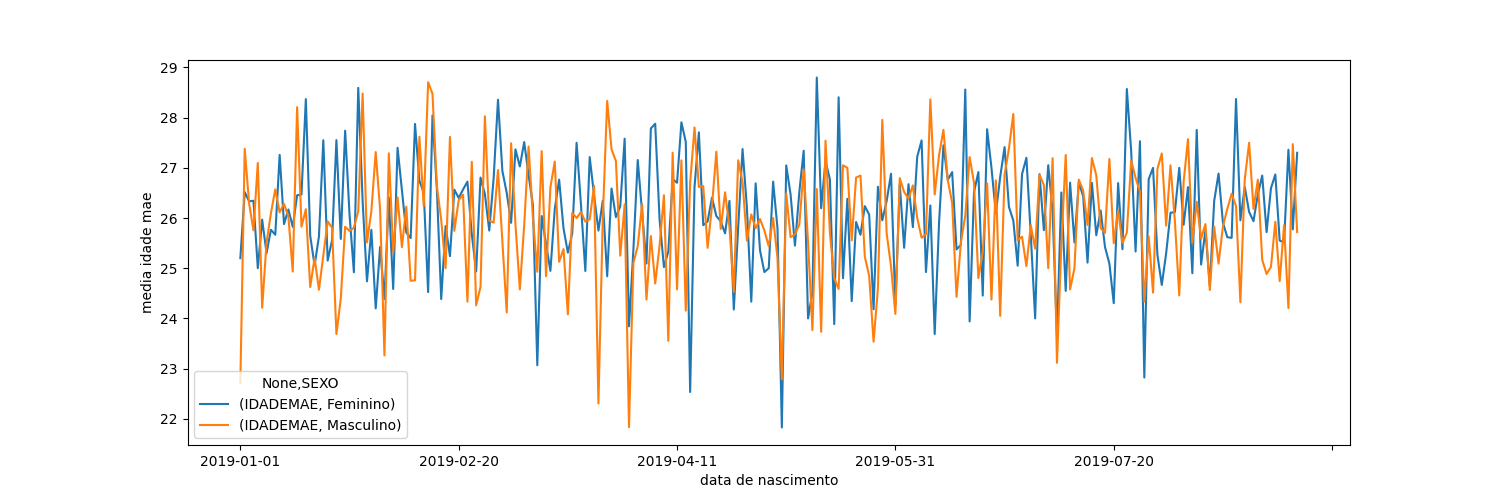 29
28
27
26
25
24
23
22
media idade mae
None,SEXO
(IDADEMAE, Feminino)
(IDADEMAE, Masculino)
2019-01-01
2019-02-20
2019-04-11
2019-05-31
2019-07-20
data de nascimento